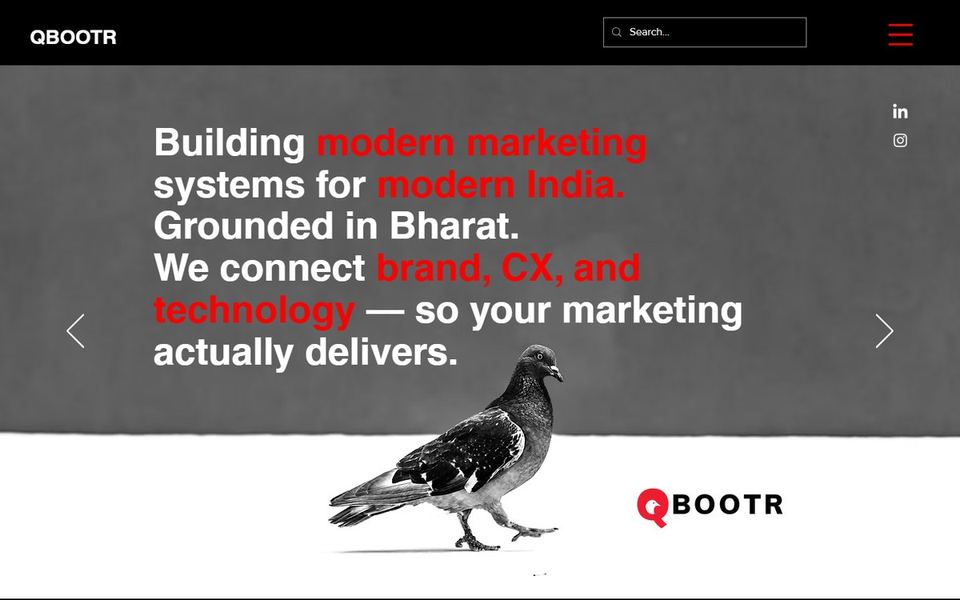 QBOOTR
Search...
in
Building modern marketing
systems for modern India.
Grounded in Bharat.
We connect brand, CX, and
technology — so your marketing
actually delivers.
QBOOTR